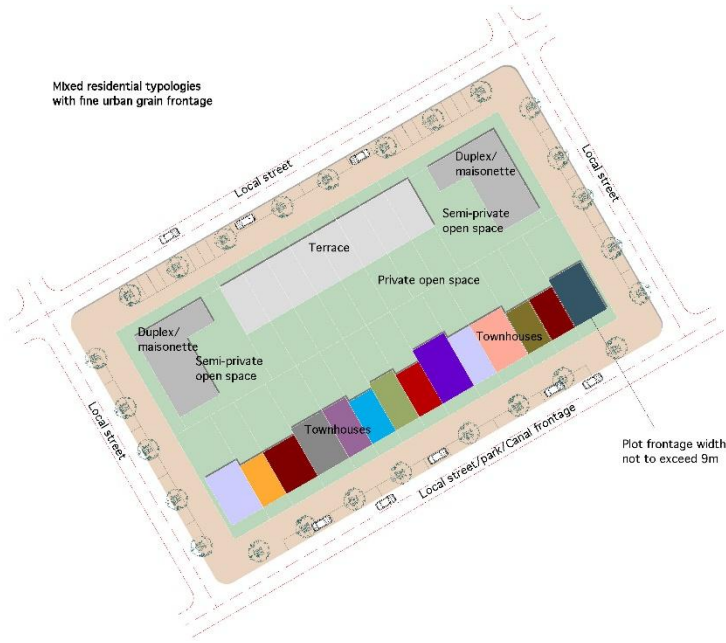 Mixed residential typologies
with fine urban grain frontage
Local street
Duplex/
maisonette
Local street
Semi-private
open space
Terrace
Private open space
Duplex/
maisonette
Semi-private
open space
Townhouses
Townhouses
Local street
Local street/park/Canal frontage
Plot frontage width
not to exceed 9m